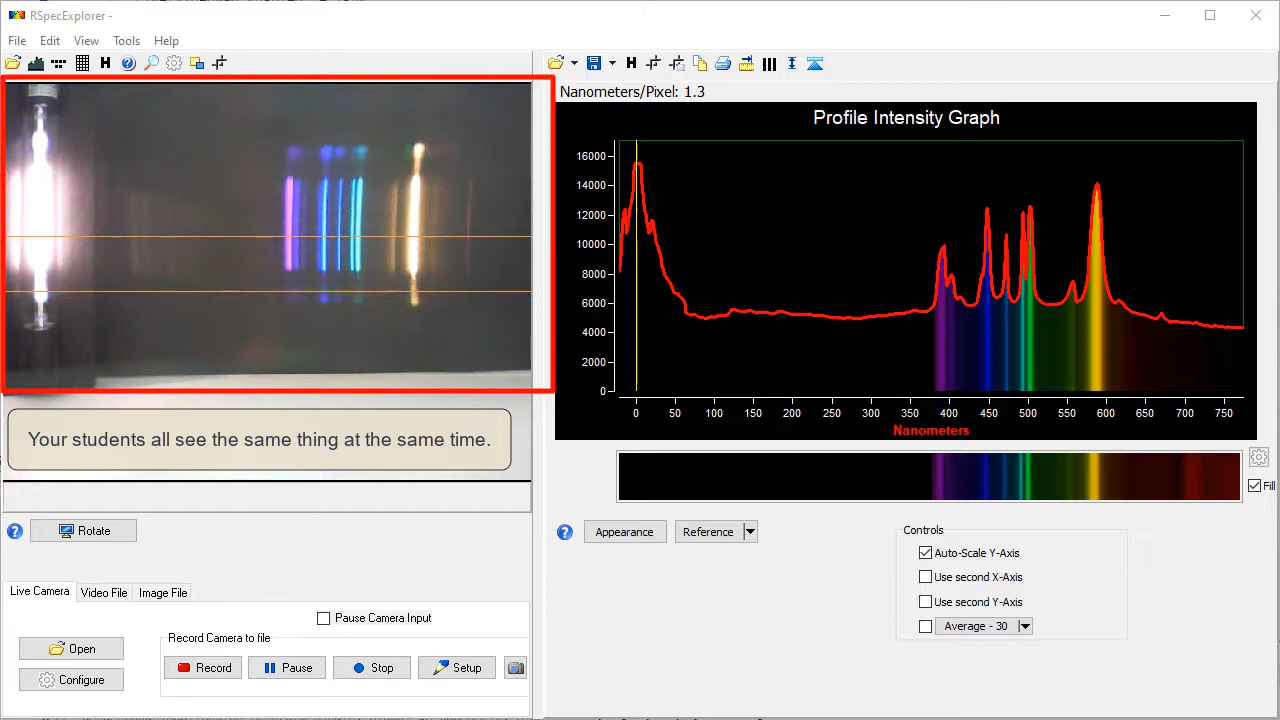 RSpecExplorer -
File Edit View Tools Help
H
H
Nanometers/Pixel: 1.3
Profile Intensity Graph
16000
14000
12000
10000
8000
6000
4000
2000
0
0 50 100 150 200 250 300 350 400 450 500 550 600 650 700 750
Nanometers
Your students all see the same thing at the same time.
Fill
Rotate
Appearance
Reference
Controls
Auto-Scale Y-Axis
Use second X-Axis
Use second Y-Axis
Average - 30
Live Camera Video File Image File
Pause Camera Input
Record Camera to file
Open
Record Pause Stop Setup
Configure